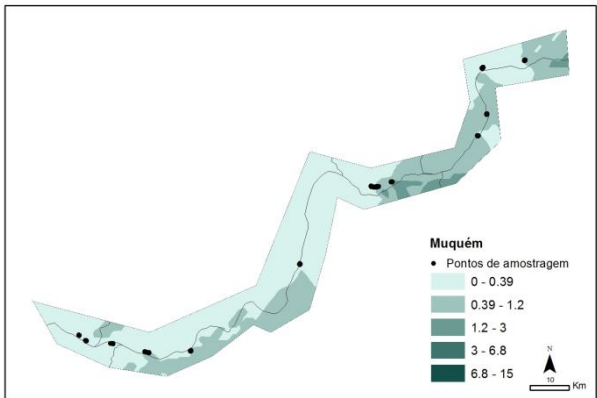 Muquém
Pontos de amostragem
0 - 0.39
0.39 - 1.2
1.2 - 3
3 - 6.8
6.8 - 15
N
10
Km